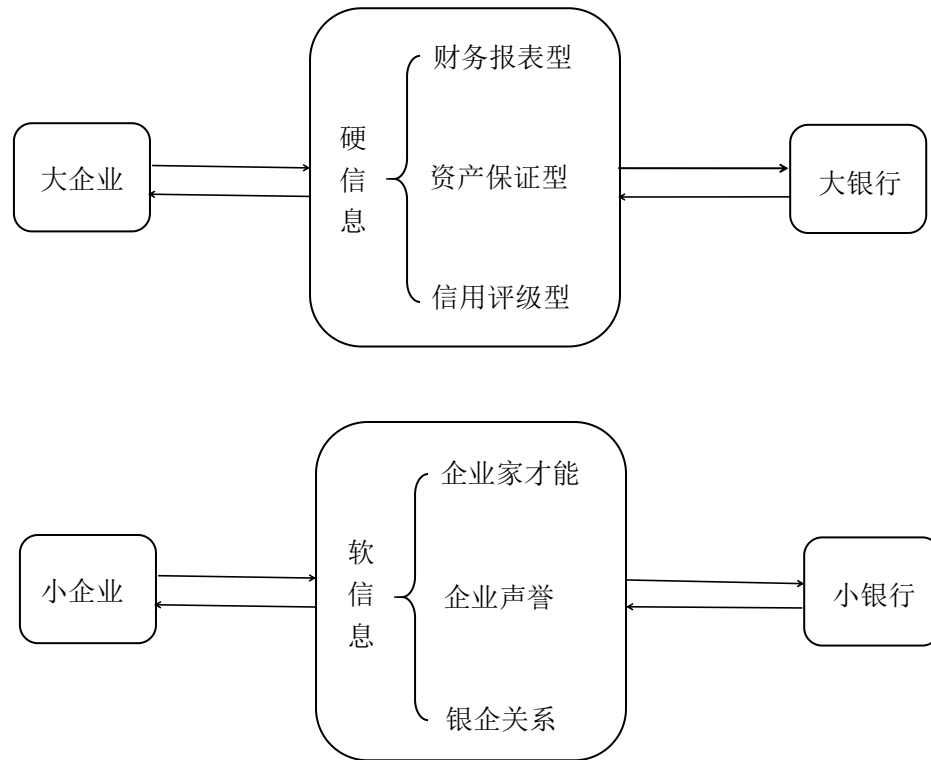 财务报表型
硬信息
大企业
资产保证型
大银行
信用评级型
企业家才能
软信息
小企业
企业声誉
小银行
银企关系